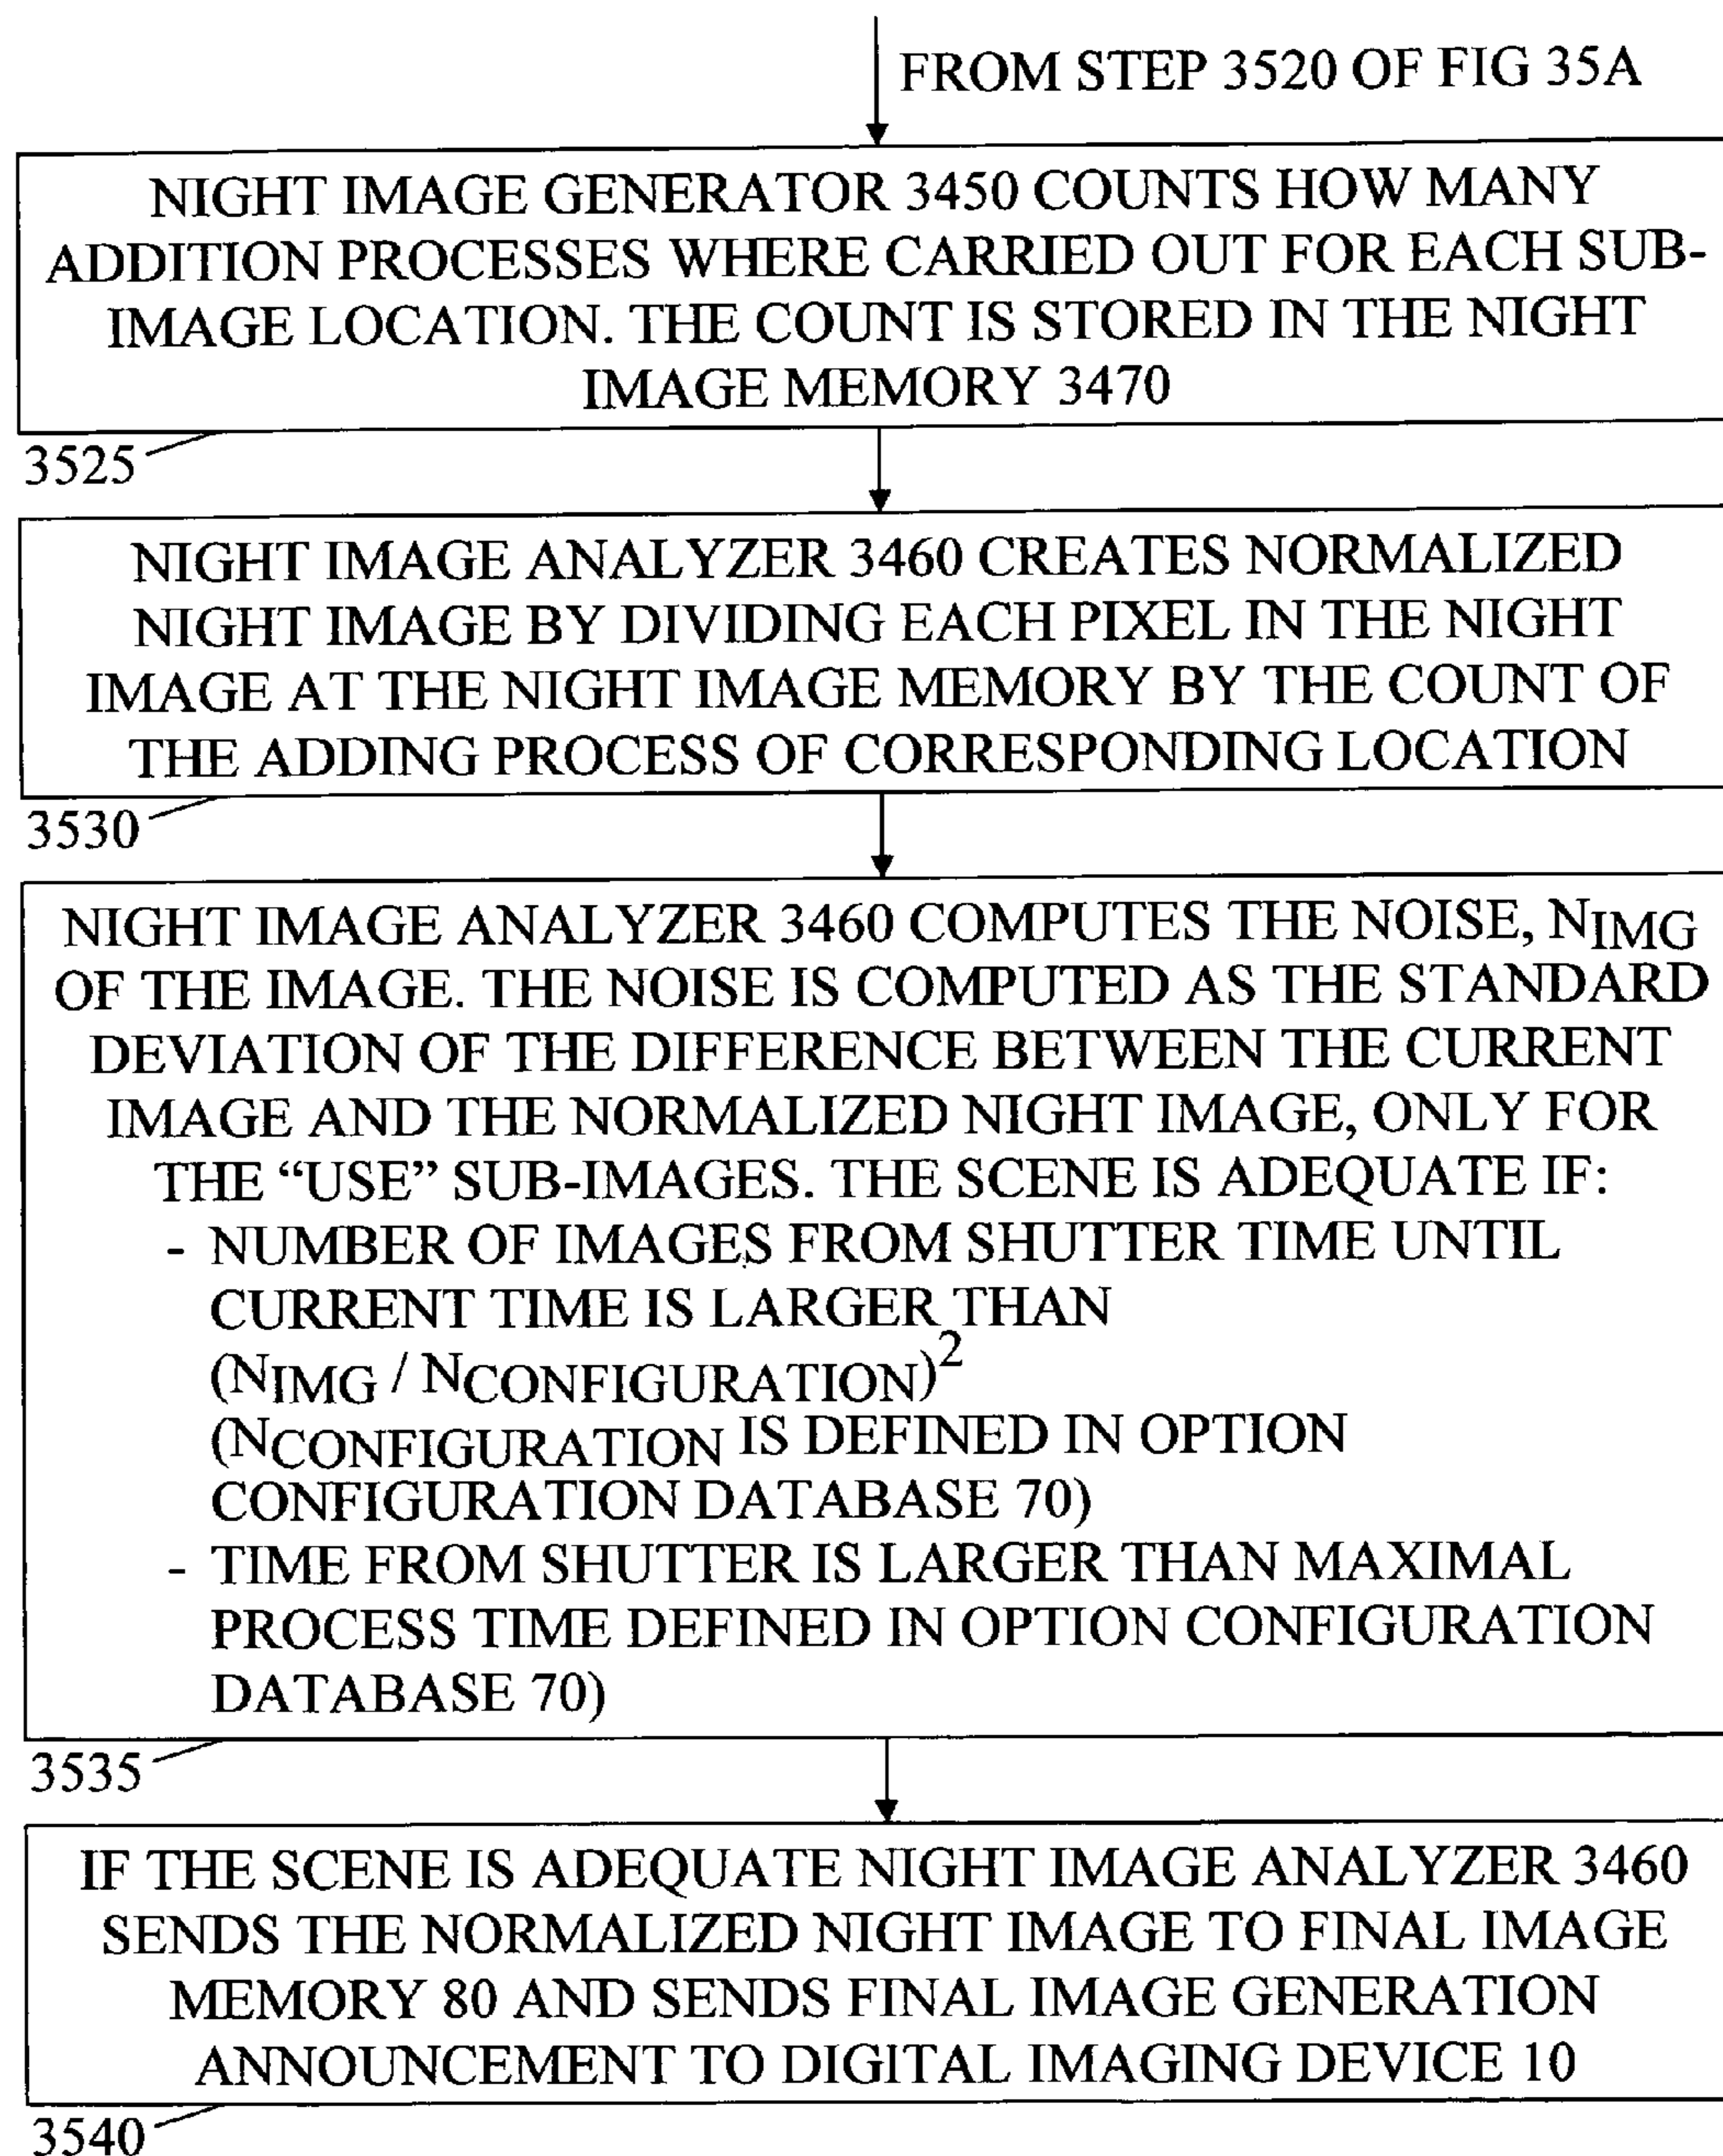 FROM STEP 3520 OF FIG 35A
NIGHT IMAGE GENERATOR 3450 COUNTS HOW MANY
ADDITION PROCESSES WHERE CARRIED OUT FOR EACH SUB-
IMAGE LOCATION. THE COUNT IS STORED IN THE NIGHT
IMAGE MEMORY 3470
3525
NIGHT IMAGE ANALYZER 3460 CREATES NORMALIZED
NIGHT IMAGE BY DIVIDING EACH PIXEL IN THE NIGHT
IMAGE AT THE NIGHT IMAGE MEMORY BY THE COUNT OF
THE ADDING PROCESS OF CORRESPONDING LOCATION
3530
NIGHT IMAGE ANALYZER 3460 COMPUTES THE NOISE, NIMG
OF THE IMAGE. THE NOISE IS COMPUTED AS THE STANDARD
DEVIATION OF THE DIFFERENCE BETWEEN THE CURRENT
IMAGE AND THE NORMALIZED NIGHT IMAGE, ONLY FOR
THE “USE” SUB-IMAGES. THE SCENE IS ADEQUATE IF:
- NUMBER OF IMAGES FROM SHUTTER TIME UNTIL
CURRENT TIME IS LARGER THAN
(NIMG / NCONFIGURATION)2
(NCONFIGURATION IS DEFINED IN OPTION
CONFIGURATION DATABASE 70)
- TIME FROM SHUTTER IS LARGER THAN MAXIMAL
PROCESS TIME DEFINED IN OPTION CONFIGURATION
DATABASE 70)
3535
IF THE SCENE IS ADEQUATE NIGHT IMAGE ANALYZER 3460
SENDS THE NORMALIZED NIGHT IMAGE TO FINAL IMAGE
MEMORY 80 AND SENDS FINAL IMAGE GENERATION
ANNOUNCEMENT TO DIGITAL IMAGING DEVICE 10
3540